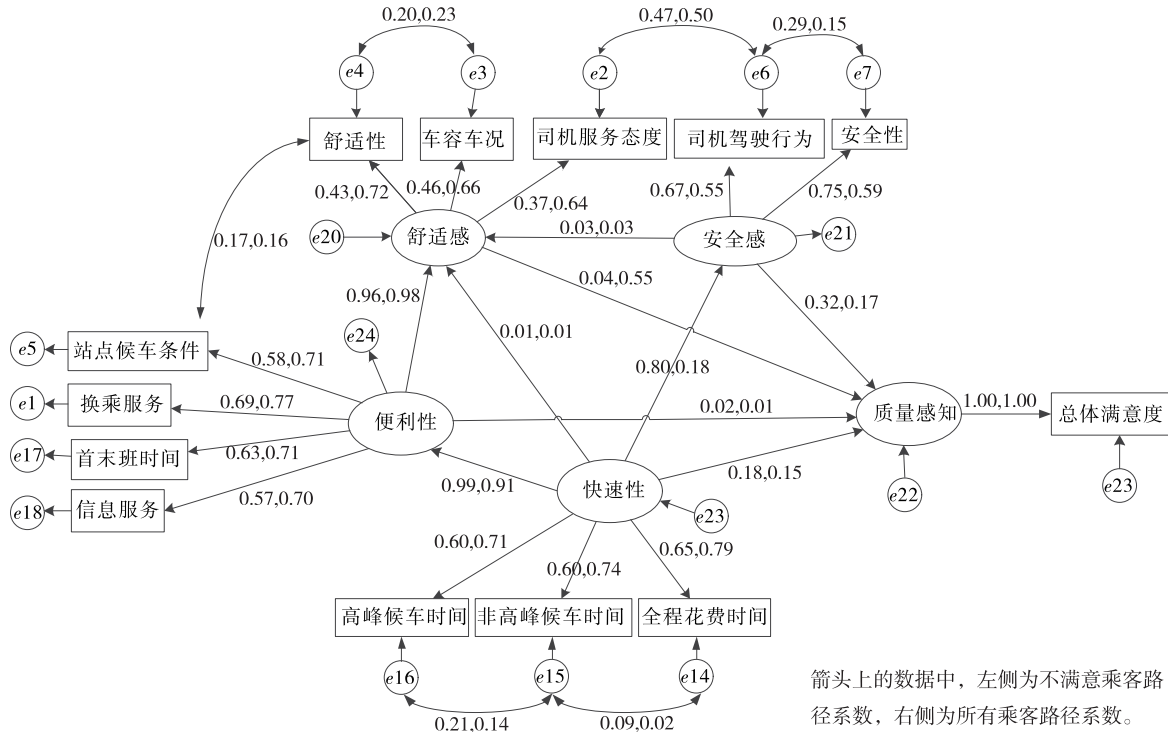 0.20,0.23
0.47,0.50
0.29,0.15
e4
e3
e2
e6
e7
舒适性
车容车况
司机服务态度
司机驾驶行为
安全性
0.43,0.72
0.46,0.66
0.37,0.64
0.67,0.55
0.75,0.59
0.17,0.16
e20
舒适感
0.03,0.03
安全感
e21
0.96,0.98
0.04,0.55
0.32,0.17
e24
0.01,0.01
e5
站点候车条件
0.58,0.71
0.80,0.18
e1
换乘服务
0.69,0.77
便利性
0.02,0.01
质量感知
1.00,1.00
总体满意度
e17
首末班时间
0.63,0.71
e18
信息服务
0.57,0.70
0.99,0.91
快速性
0.18,0.15
e22
e23
e23
0.60,0.71
0.60,0.74
0.65,0.79
高峰候车时间
非高峰候车时间
全程花费时间
e16
e15
e14
0.21,0.14
0.09,0.02
箭头上的数据中，左侧为不满意乘客路
径系数，右侧为所有乘客路径系数。